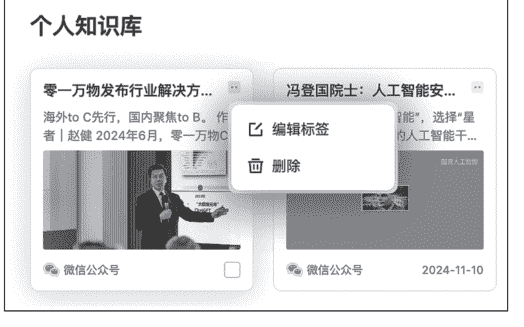 个人知识库
零一万物发布行业解决方...
海外to C先行，国内聚焦to B。 作
者 | 赵健 2024年6月，零一万物C
微信公众号
编辑标签
删除
冯登国院士：人工智能安...
能”，选择“星
的人工智能干...
微信公众号
2024-11-10